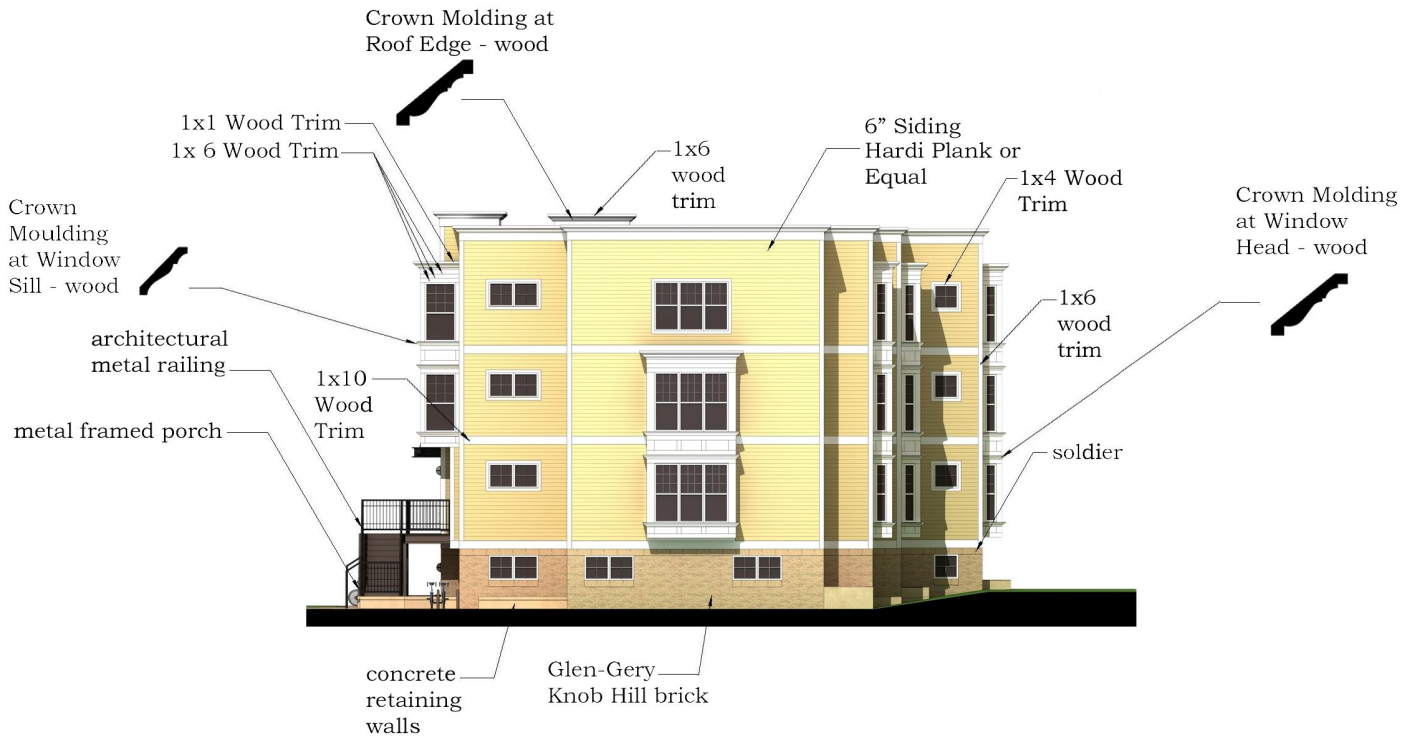 Crown Molding at
Roof Edge - wood
1x1 Wood Trim
1x 6 Wood Trim
1x6
wood
trim
6” Siding
Hardi Plank or
Equal
1x4 Wood
Trim
Crown Molding
at Window
Head - wood
Crown
Moulding
at Window
Sill - wood
1x6
wood
trim
architectural
metal railing
1x10
Wood
Trim
metal framed porch
soldier
concrete
retaining
walls
Glen-Gery
Knob Hill brick